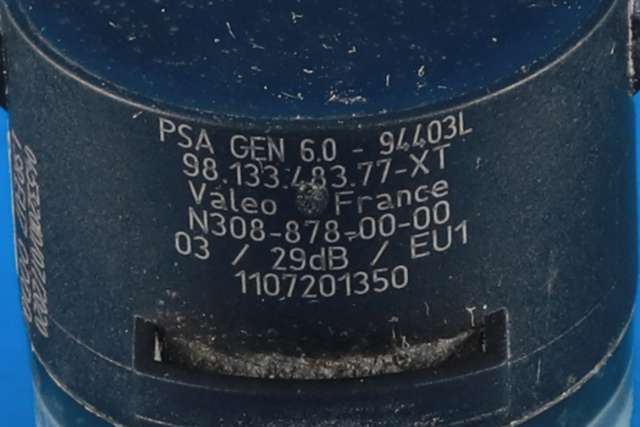 PSA GEN 6.0 - 94403L
98.133.483.77-XT
Valeo France
N308-878-00-00
03 / 29dB / EU1
1107201350